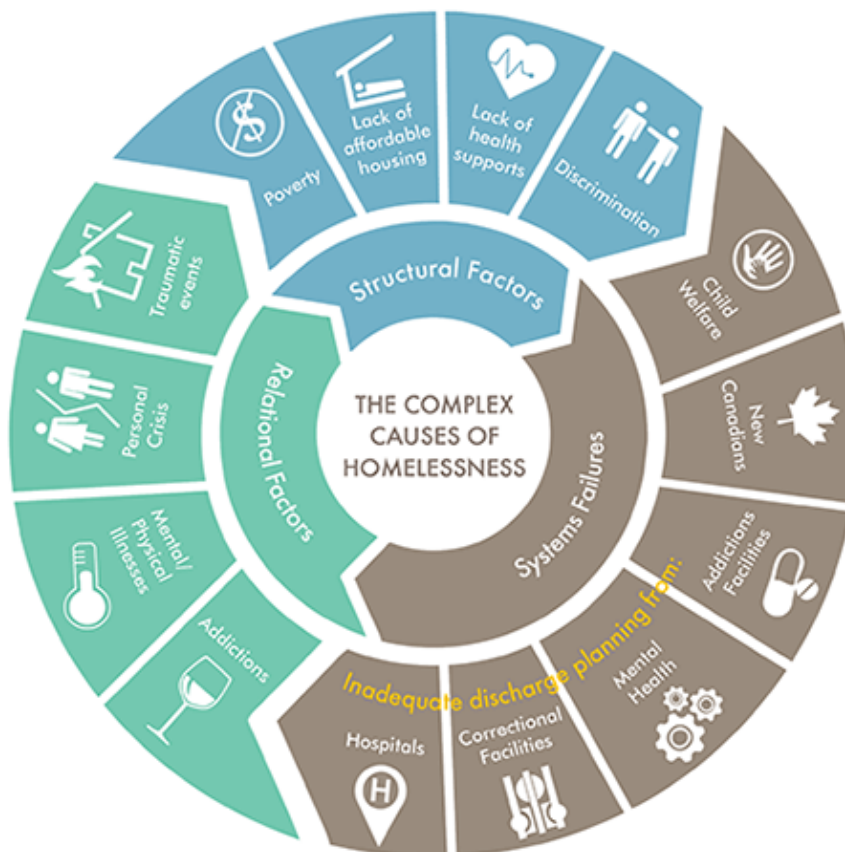 THE COMPLEX
CAUSES OF
HOMELESSNESS
Structural Factors
Poverty
$
Lack of
affordable
housing
Lack of
health
supports
Discrimination
Systems Failures
Child
Welfare
New
Canadians
Inadequate discharge planning from:
Addictions
Facilities
Mental
Health
Correctional
Facilities
Hospitals
H
Relational Factors
Addictions
Mental/
Physical
Illnesses
Personal
Crisis
Traumatic
events